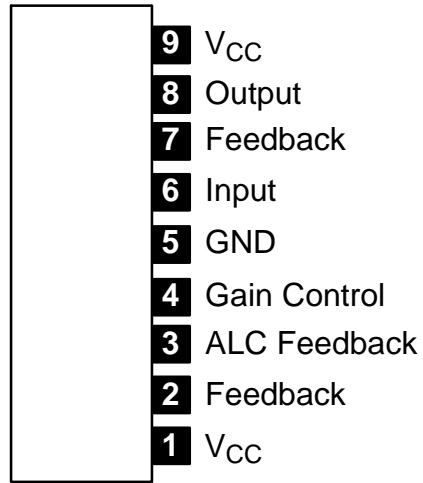 9 VCC
8 Output
7 Feedback
6 Input
5 GND
4 Gain Control
3 ALC Feedback
2 Feedback
1 VCC